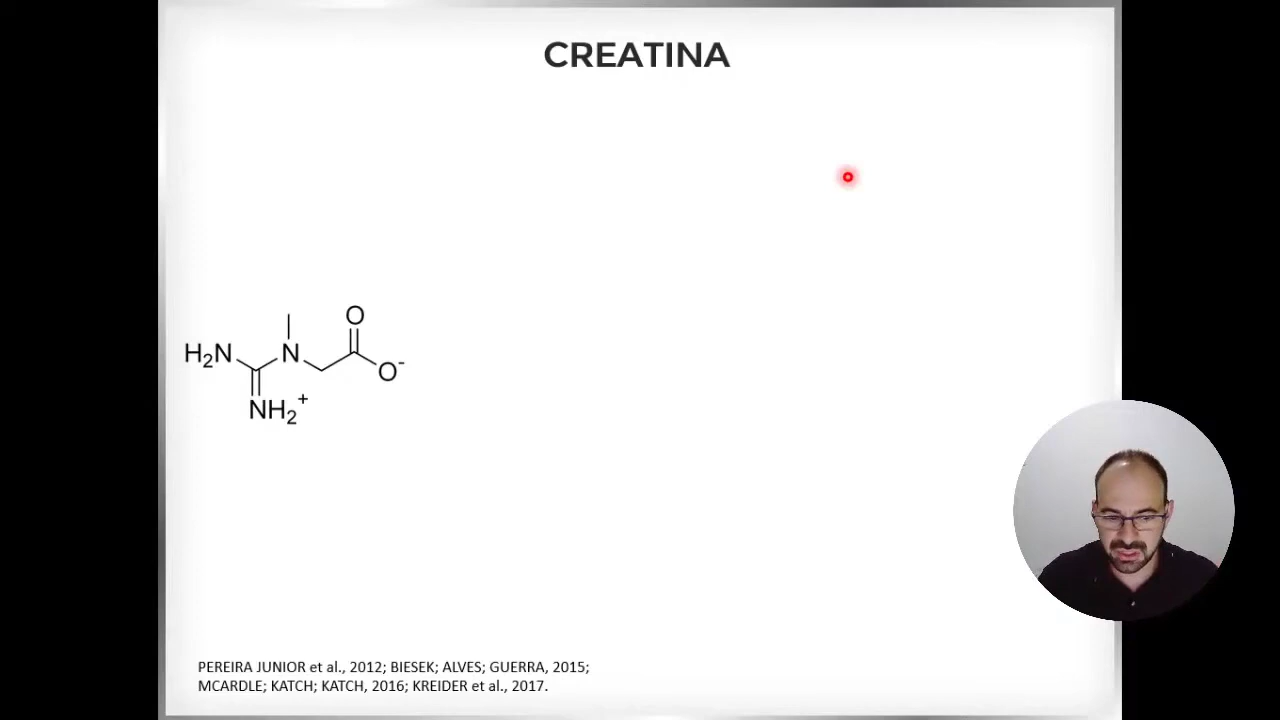 CREATINA
O
H₂N
N
O⁻
NH₂⁺
PEREIRA JUNIOR et al., 2012; BIESEK; ALVES; GUERRA, 2015;
MCARDLE; KATCH; KATCH, 2016; KREIDER et al., 2017.